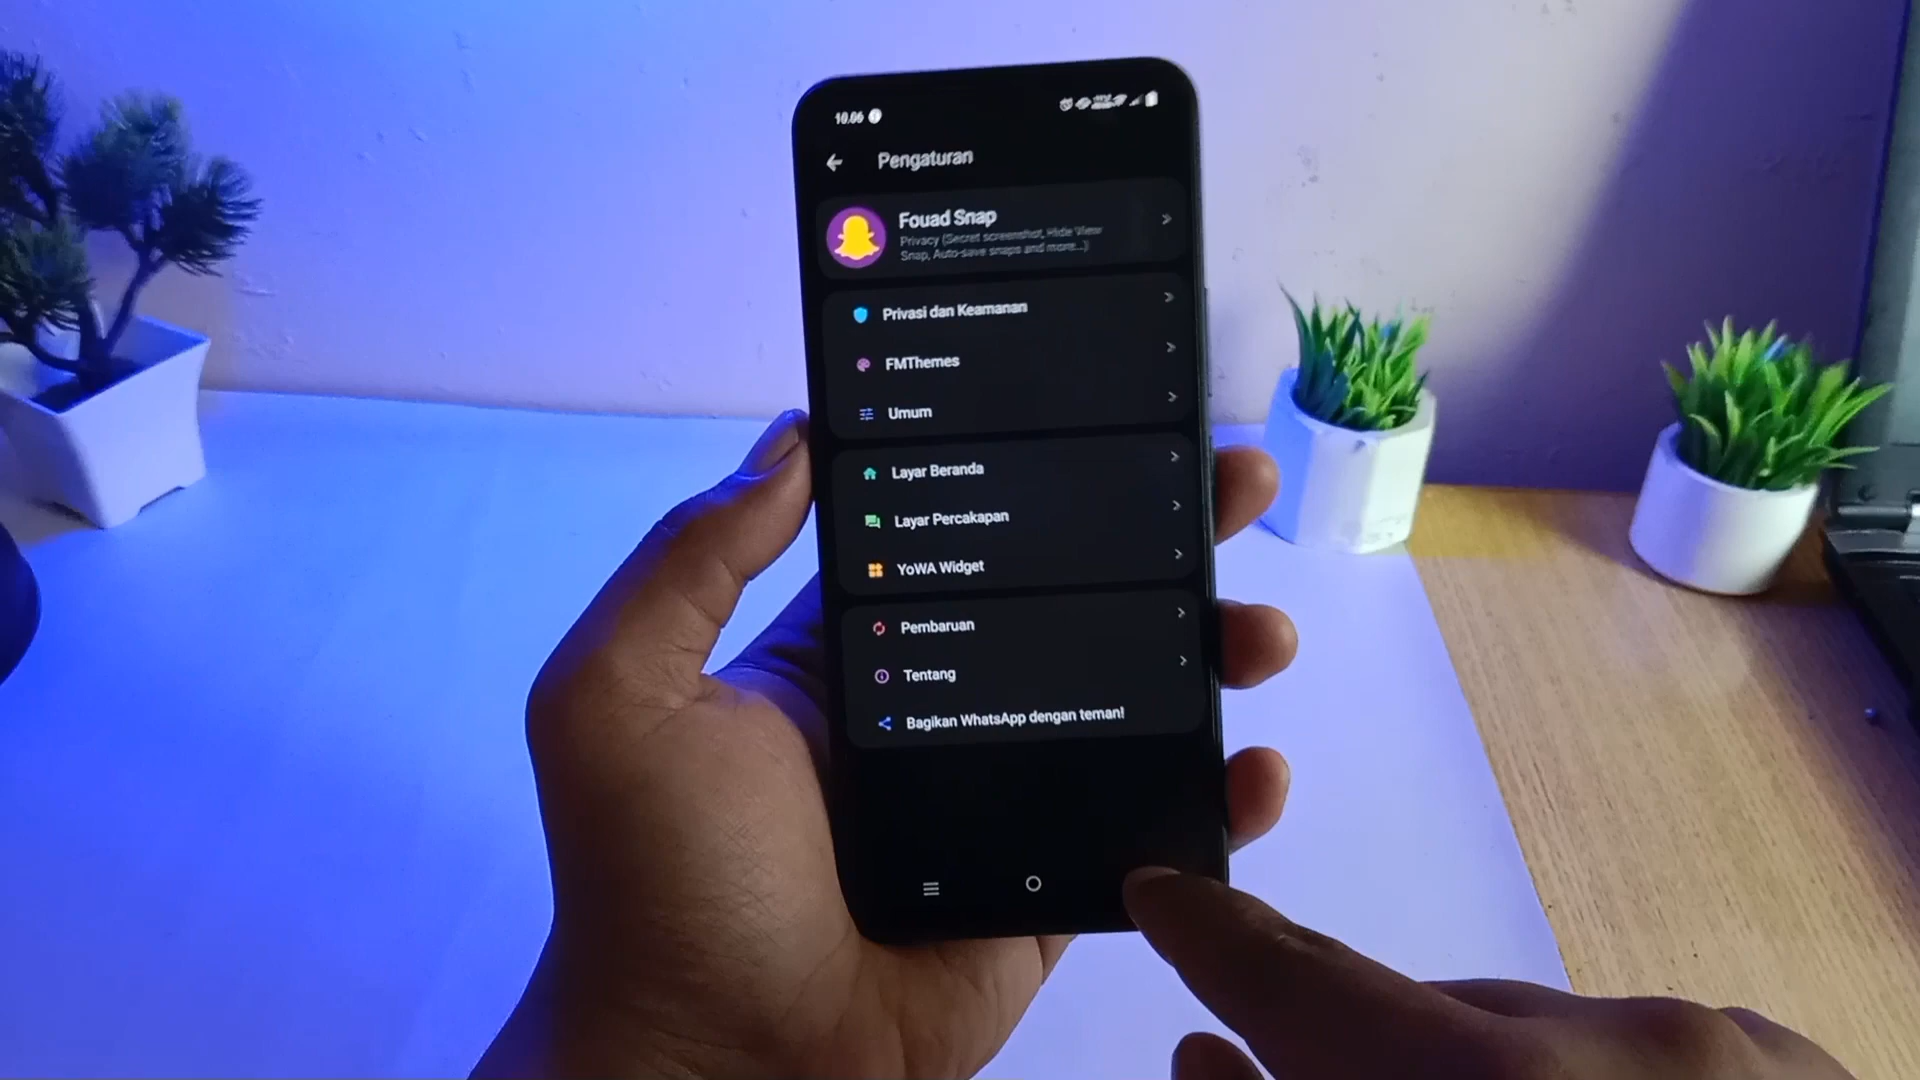 10.06
Pengaturan
Fouad Snap
Privacy (Secret screenshot, Hide View
Snap, Auto-save snaps and more...)
Privasi dan Keamanan
FMThemes
Umum
Layar Beranda
Layar Percakapan
YoWA Widget
Pembaruan
Tentang
Bagikan WhatsApp dengan teman!